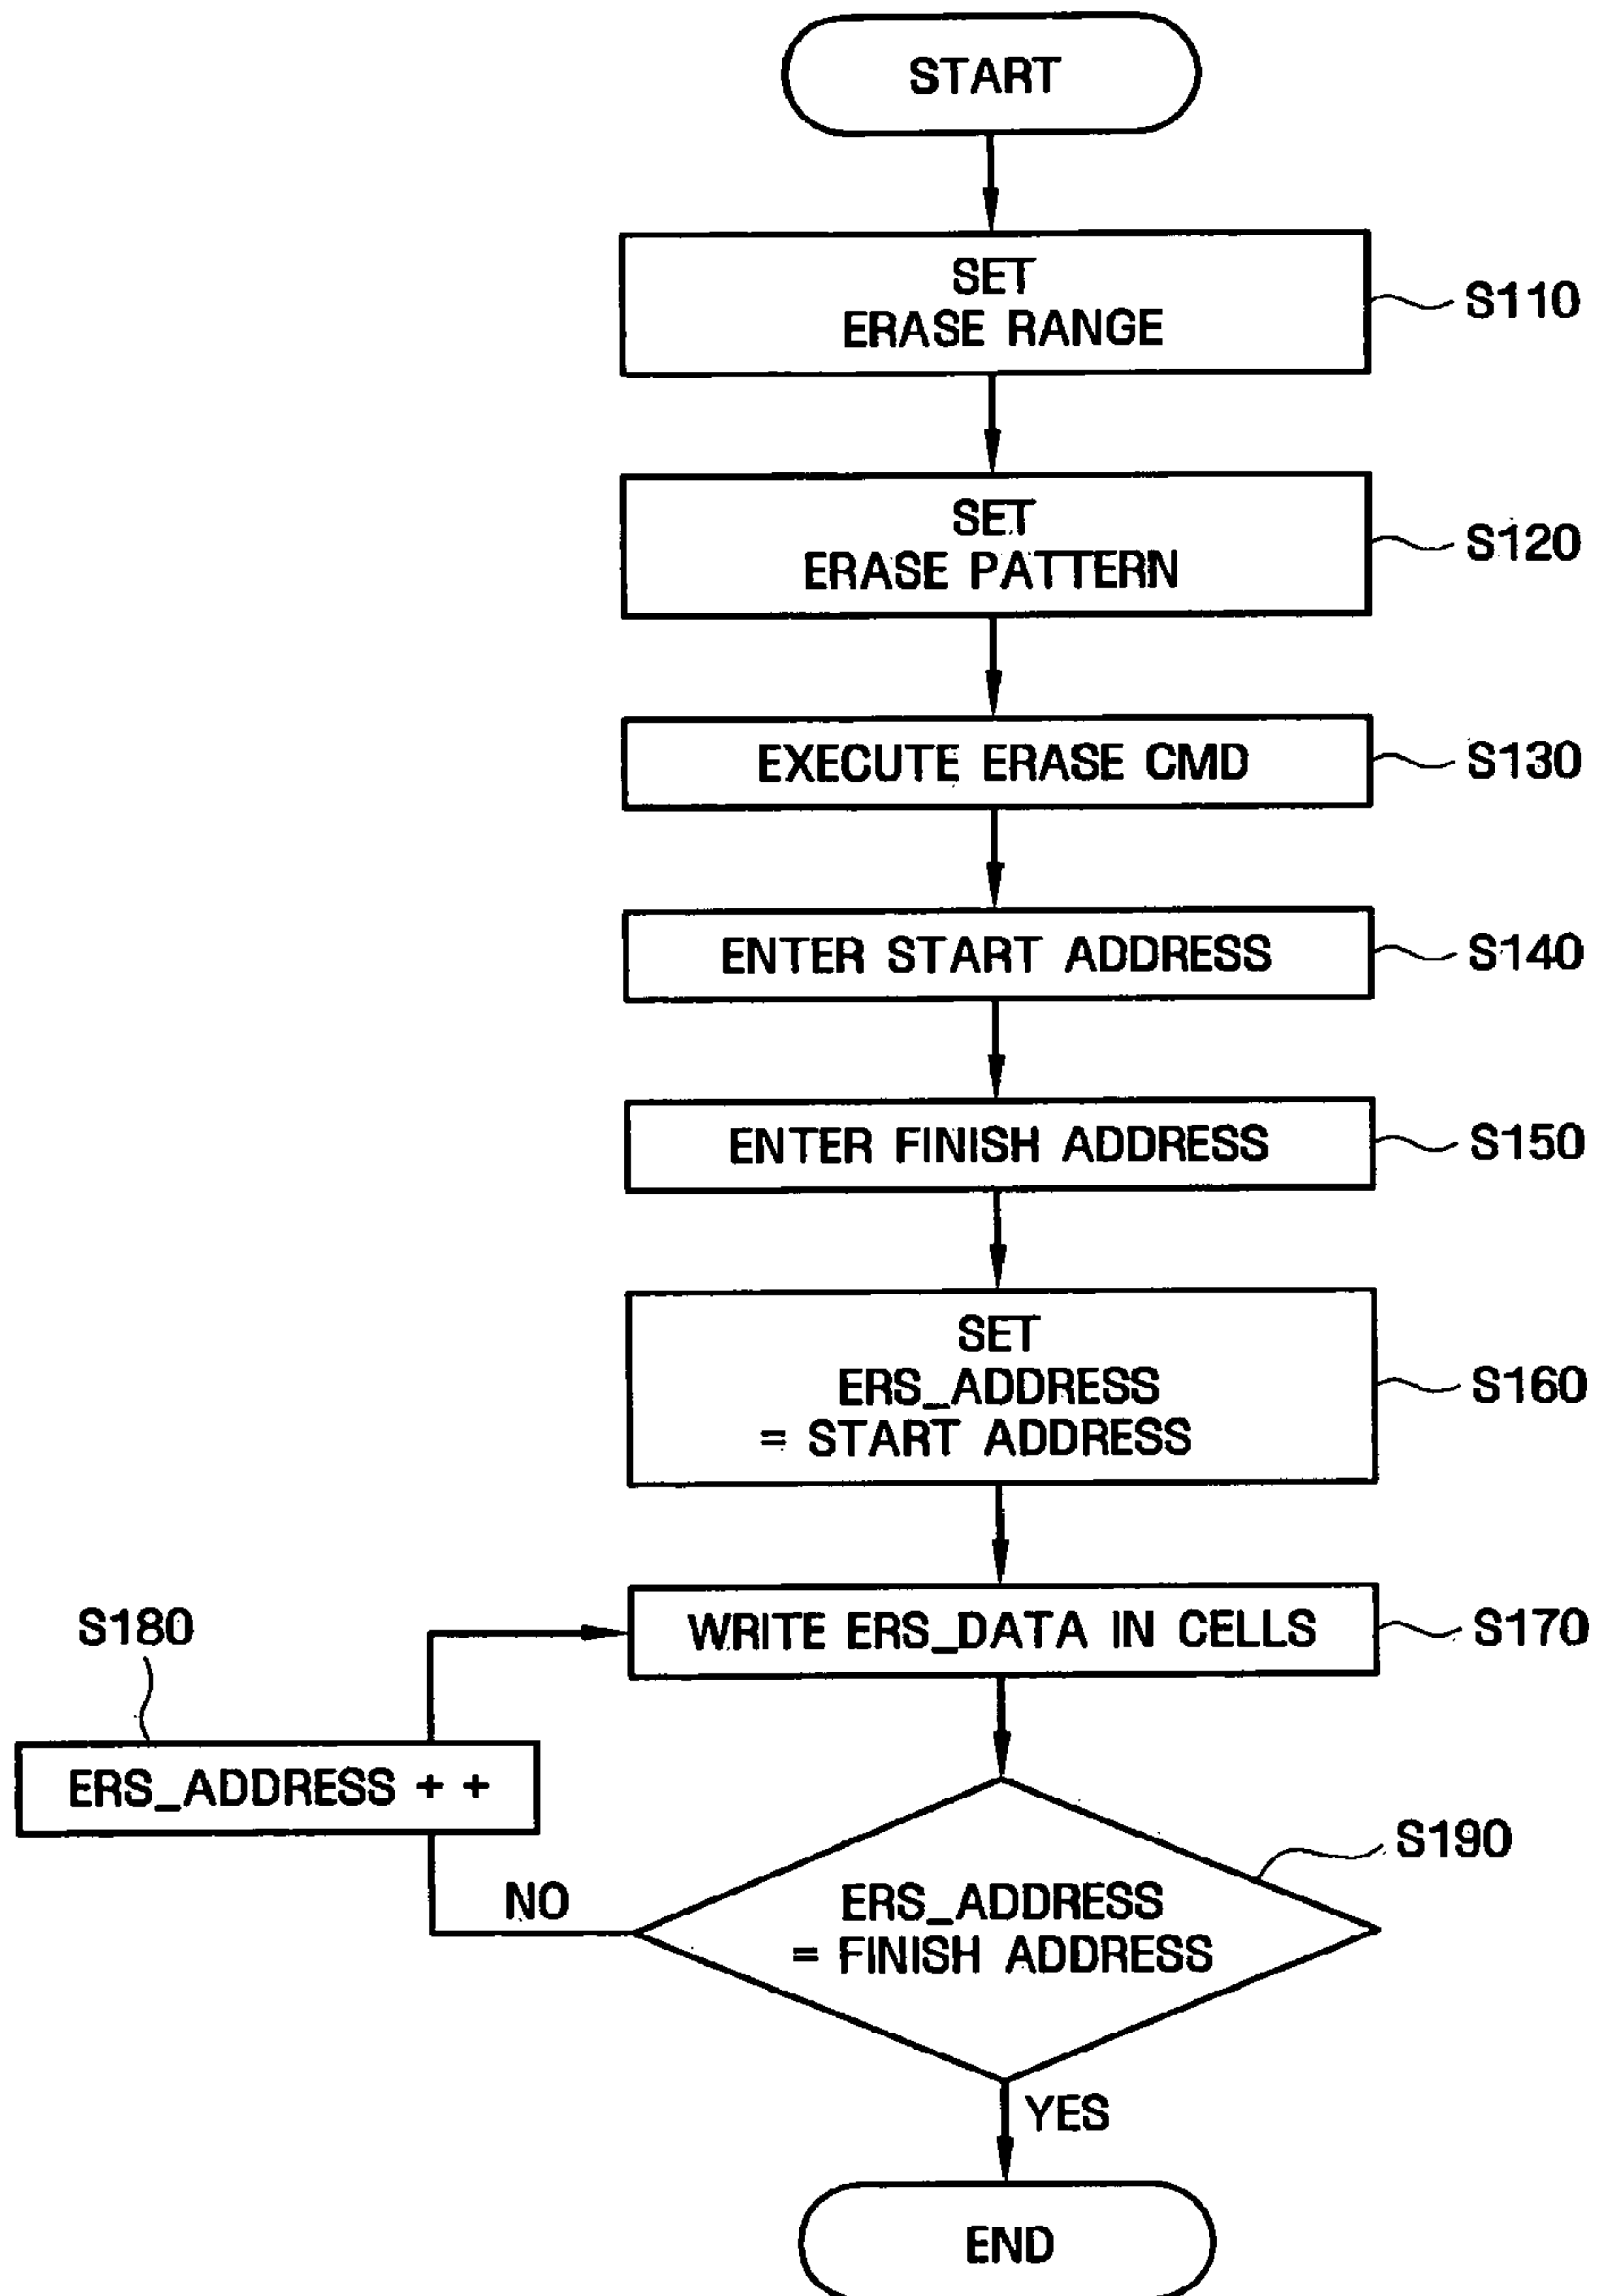 START
SET
ERASE RANGE
S110
SET
ERASE PATTERN
S120
EXECUTE ERASE CMD
S130
ENTER START ADDRESS
S140
ENTER FINISH ADDRESS
S150
SET
ERS_ADDRESS
= START ADDRESS
S160
WRITE ERS_DATA IN CELLS
S170
S180
ERS_ADDRESS + +
ERS_ADDRESS
= FINISH ADDRESS
S190
NO
YES
END